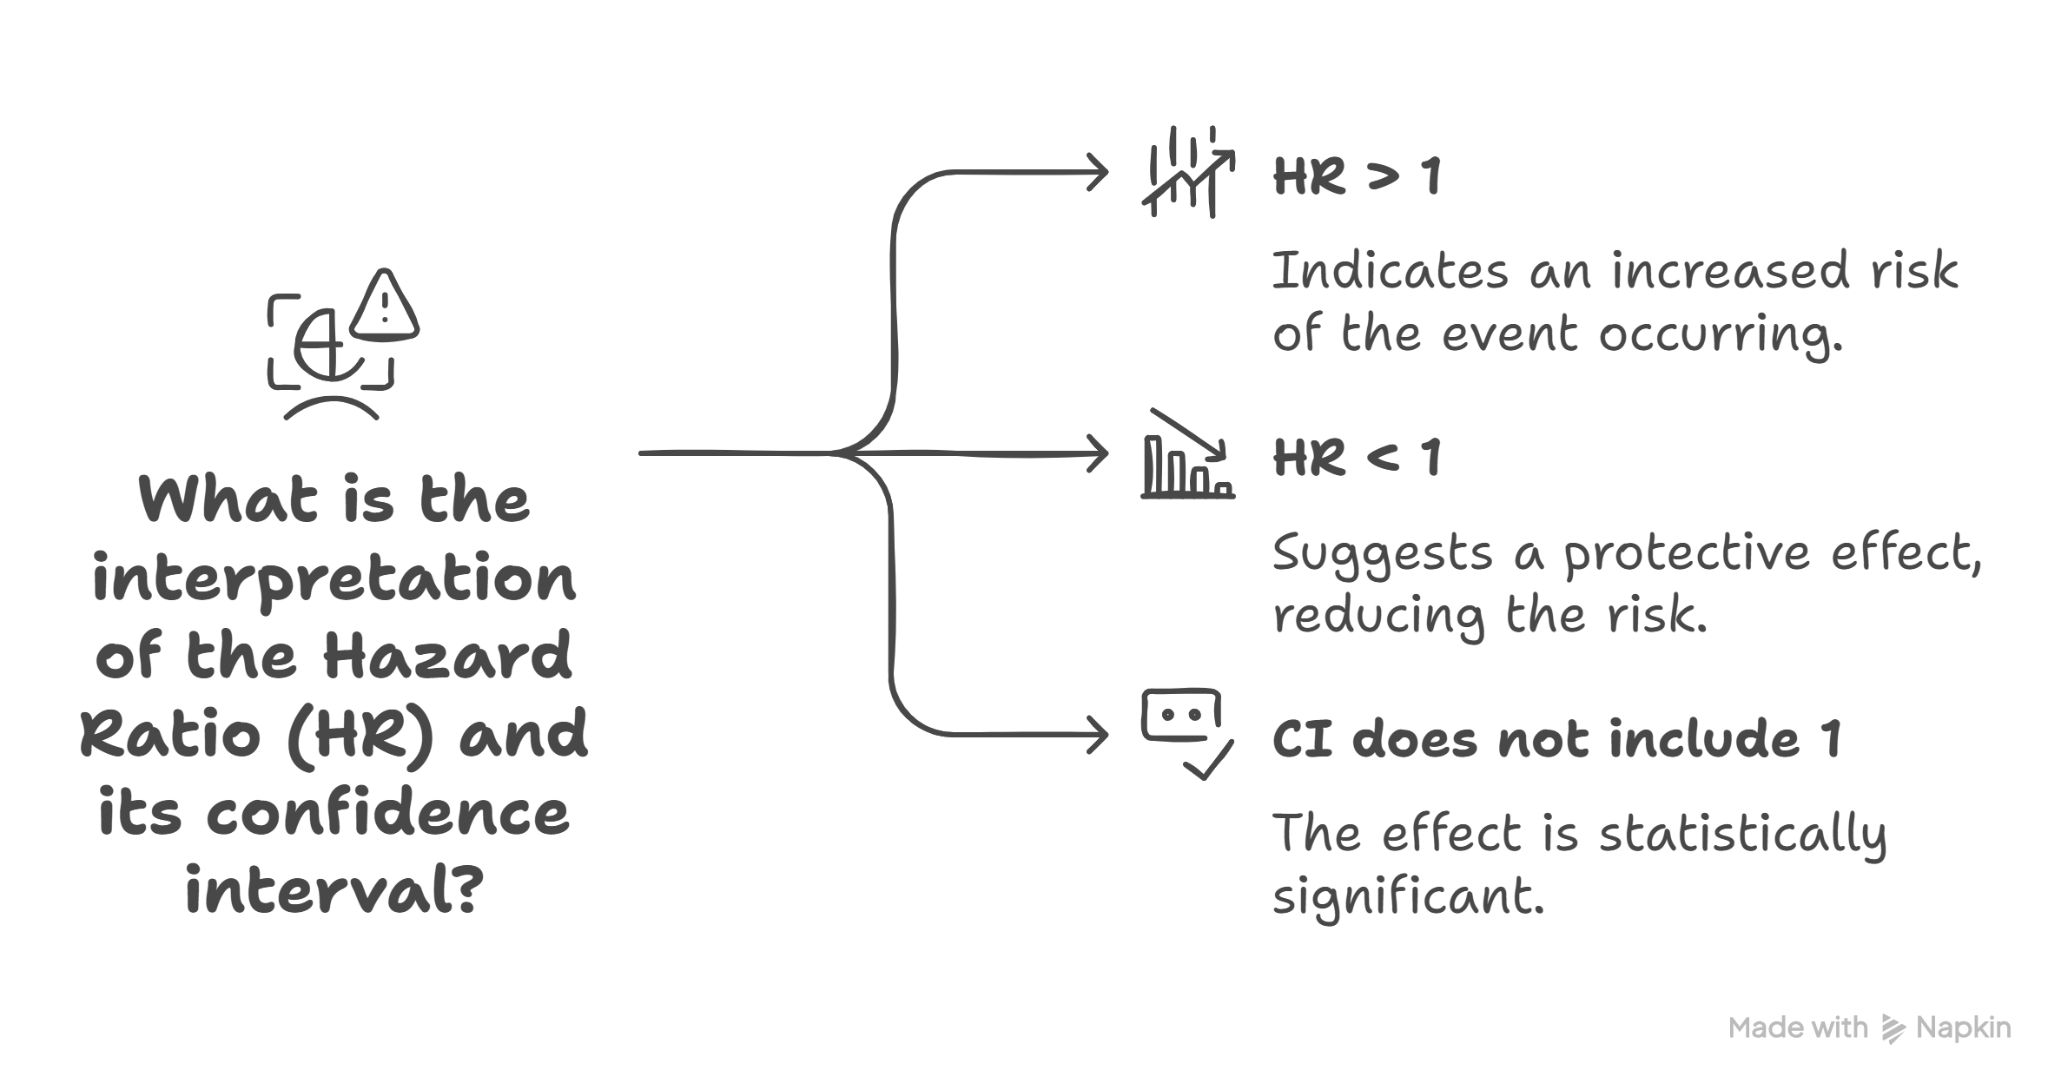 What is the
interpretation
of the Hazard
Ratio (HR) and
its confidence
interval?
HR > 1
Indicates an increased risk
of the event occurring.
HR < 1
Suggests a protective effect,
reducing the risk.
CI does not include 1
The effect is statistically
significant.
Made with Napkin